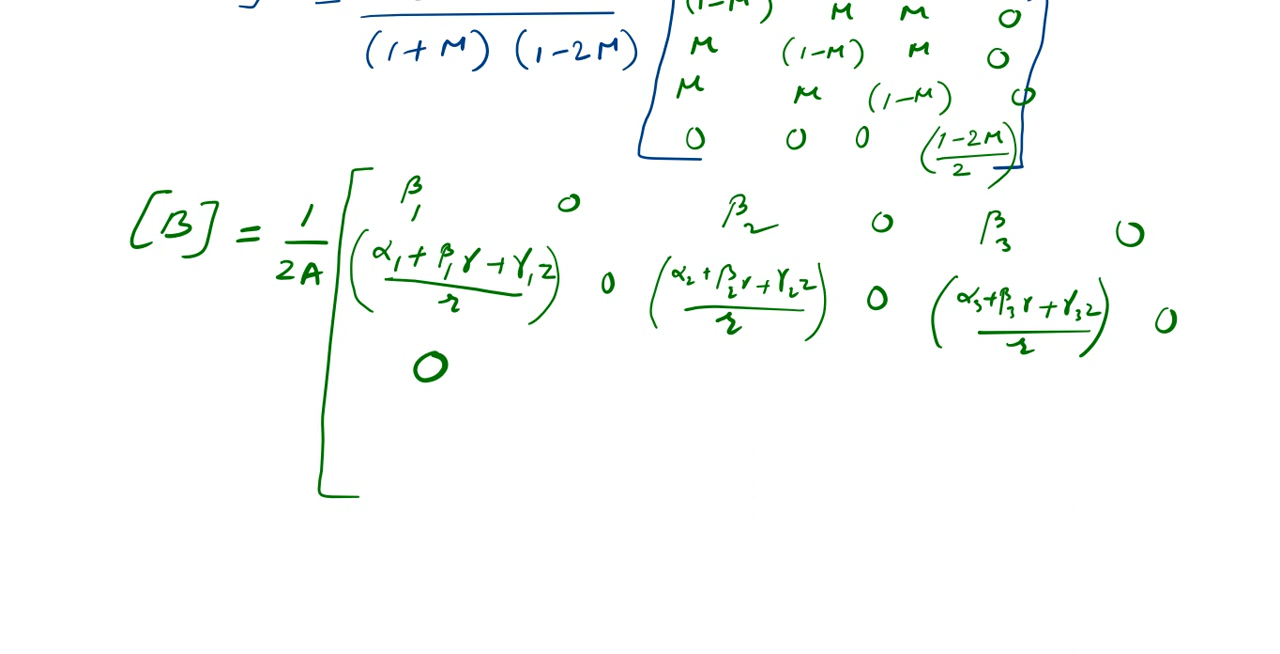 (1-μ) μ μ 0
(1+μ) (1-2μ) μ (1-μ) μ 0
μ μ (1-μ) 0
0 0 0 (1-2μ)/2
[B] = 1/2A [ β₁ 0 β₂ 0 β₃ 0
((α₁+β₁r+γ₁z)/r) 0 ((α₂+β₂r+γ₂z)/r) 0 ((α₃+β₃r+γ₃z)/r) 0
0